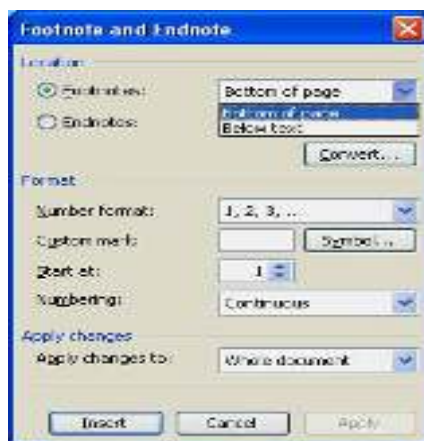 Footnote and Endnote
Location
Footnotes: Bottom of page
Bottom of page
Endnotes:
Below text
Convert...
Format
Number format: 1, 2, 3, ...
Custom mark: Symbol...
Start at: 1
Numbering: Continuous
Apply changes
Apply changes to: Whole document
Insert Cancel Apply